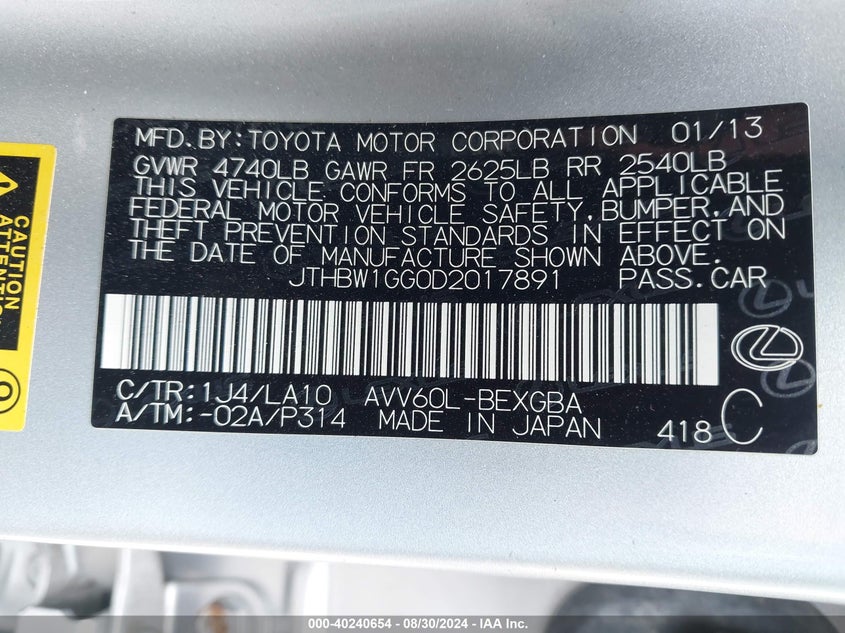 MFD.BY:TOYOTA MOTOR CORPORATION 01/13
GVWR 4740LB GAWR FR 2625LB RR 2540LB
THIS VEHICLE CONFORMS TO ALL APPLICABLE
FEDERAL MOTOR VEHICLE SAFETY,BUMPER,AND
THEFT PREVENTION STANDARDS IN EFFECT ON
THE DATE OF MANUFACTURE SHOWN ABOVE.
JTHBW1GG0D2017891 PASS.CAR
C/TR:1J4/LA10 AVV60L-BEXGBA
A/TM:-02A/P314 MADE IN JAPAN 418 C
CAUTION
000-40240654 - 08/30/2024 - IAA Inc.